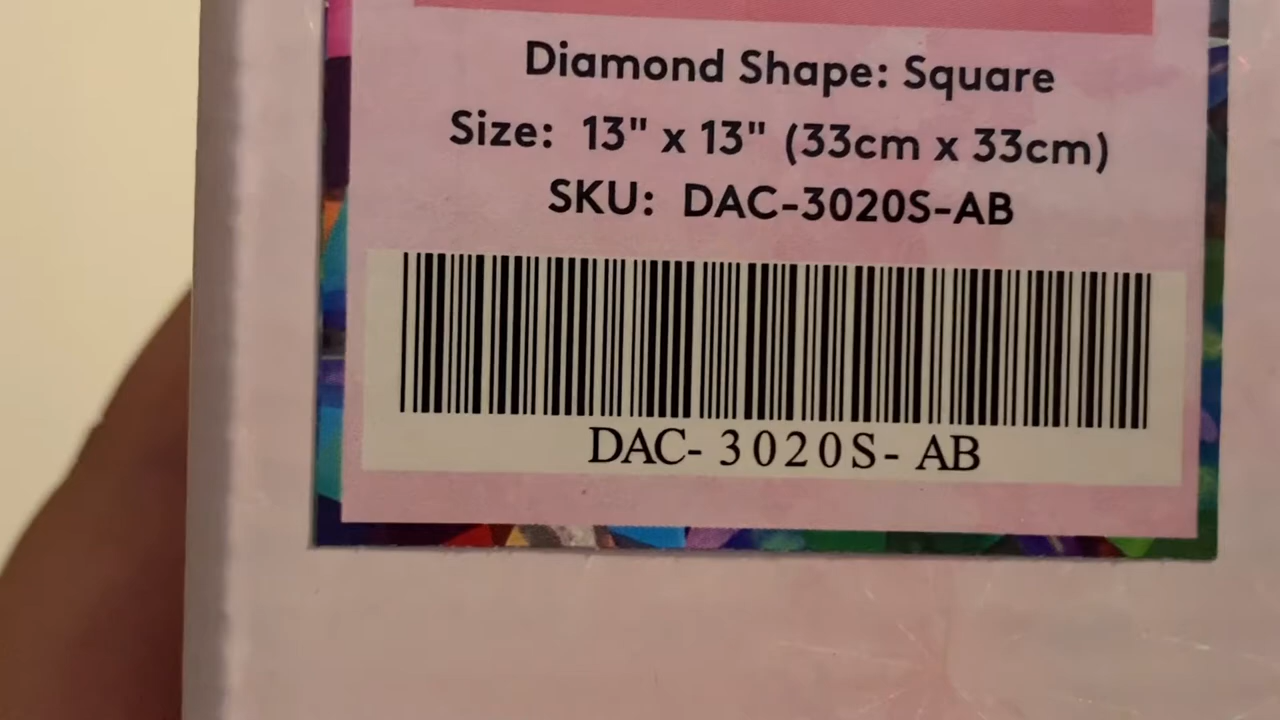 Diamond Shape: Square
Size: 13" x 13" (33cm x 33cm)
SKU: DAC-3020S-AB
DAC- 3020S- AB